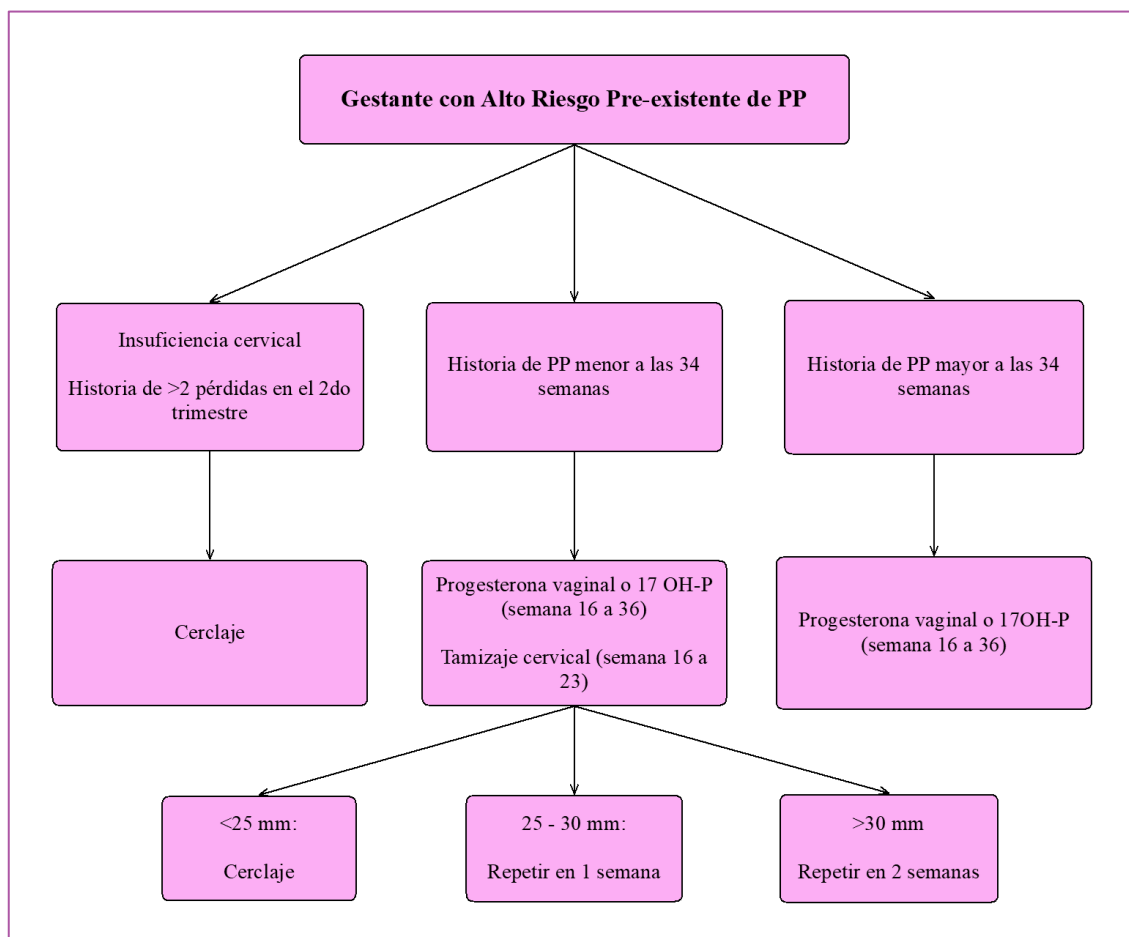 Gestante con Alto Riesgo Pre-existente de PP
Insuficiencia cervical
Historia de >2 pérdidas en el 2do
trimestre
Historia de PP menor a las 34
semanas
Historia de PP mayor a las 34
semanas
Cerclaje
Progesterona vaginal o 17 OH-P
(semana 16 a 36)
Tamizaje cervical (semana 16 a
23)
Progesterona vaginal o 17OH-P
(semana 16 a 36)
<25 mm:
Cerclaje
25 - 30 mm:
Repetir en 1 semana
>30 mm
Repetir en 2 semanas